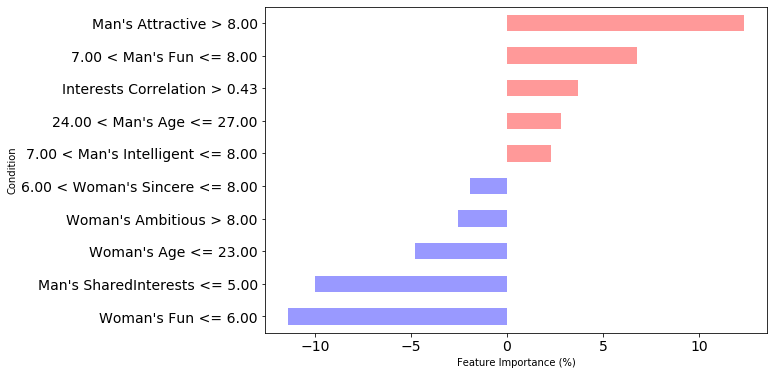 Man's Attractive > 8.00
7.00 < Man's Fun <= 8.00
Interests Correlation > 0.43
24.00 < Man's Age <= 27.00
7.00 < Man's Intelligent <= 8.00
6.00 < Woman's Sincere <= 8.00
Woman's Ambitious > 8.00
Woman's Age <= 23.00
Man's SharedInterests <= 5.00
Woman's Fun <= 6.00
Condition
−10 −5 0 5 10
Feature Importance (%)